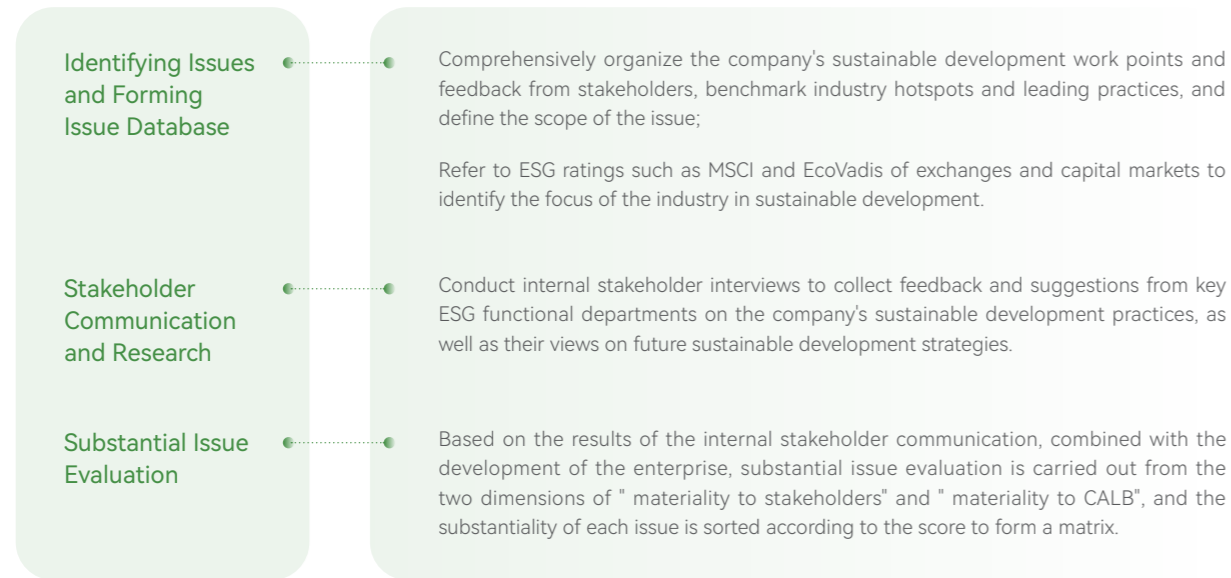 Identifying Issues
and Forming
Issue Database
Comprehensively organize the company's sustainable development work points and
feedback from stakeholders, benchmark industry hotspots and leading practices, and
define the scope of the issue;
Refer to ESG ratings such as MSCI and EcoVadis of exchanges and capital markets to
identify the focus of the industry in sustainable development.
Stakeholder
Communication
and Research
Conduct internal stakeholder interviews to collect feedback and suggestions from key
ESG functional departments on the company's sustainable development practices, as
well as their views on future sustainable development strategies.
Substantial Issue
Evaluation
Based on the results of the internal stakeholder communication, combined with the
development of the enterprise, substantial issue evaluation is carried out from the
two dimensions of " materiality to stakeholders" and " materiality to CALB", and the
substantiality of each issue is sorted according to the score to form a matrix.